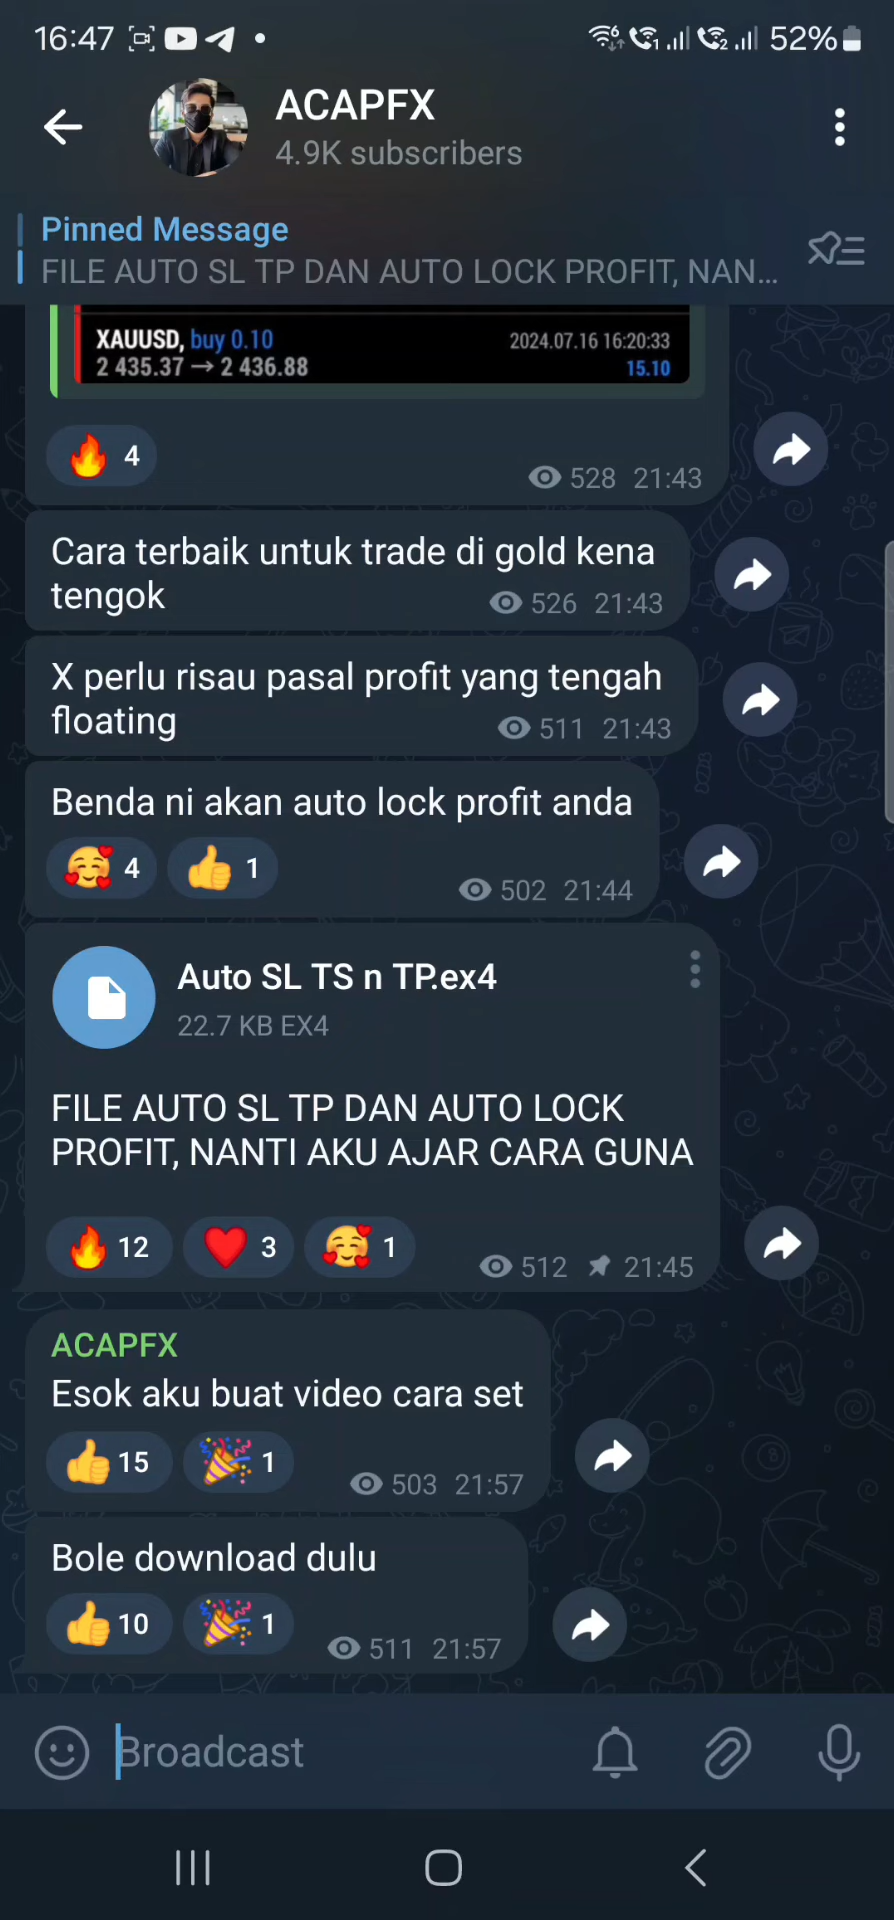 16:47
52%
ACAPFX
4.9K subscribers
Pinned Message
FILE AUTO SL TP DAN AUTO LOCK PROFIT, NAN...
XAUUSD, buy 0.10
2024.07.16 16:20:33
2 435.37 → 2 436.88
15.10
4
528 21:43
Cara terbaik untuk trade di gold kena
tengok
526 21:43
X perlu risau pasal profit yang tengah
floating
511 21:43
Benda ni akan auto lock profit anda
4 1
502 21:44
Auto SL TS n TP.ex4
22.7 KB EX4
FILE AUTO SL TP DAN AUTO LOCK
PROFIT, NANTI AKU AJAR CARA GUNA
12 3 1
512 21:45
ACAPFX
Esok aku buat video cara set
15 1
503 21:57
Bole download dulu
10 1
511 21:57
Broadcast